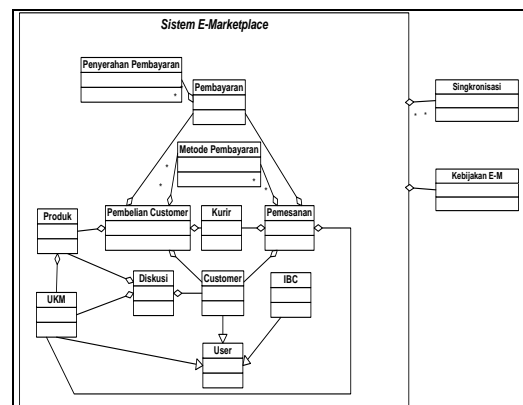 Sistem E-Marketplace
Penyerahan Pembayaran
*
Pembayaran
Singkronisasi
* *
Metode Pembayaran
*
*
* *
Kebijakan E-M
Produk
Pembelian Customer
Kurir
Pemesanan
UKM
Diskusi
Customer
IBC
User